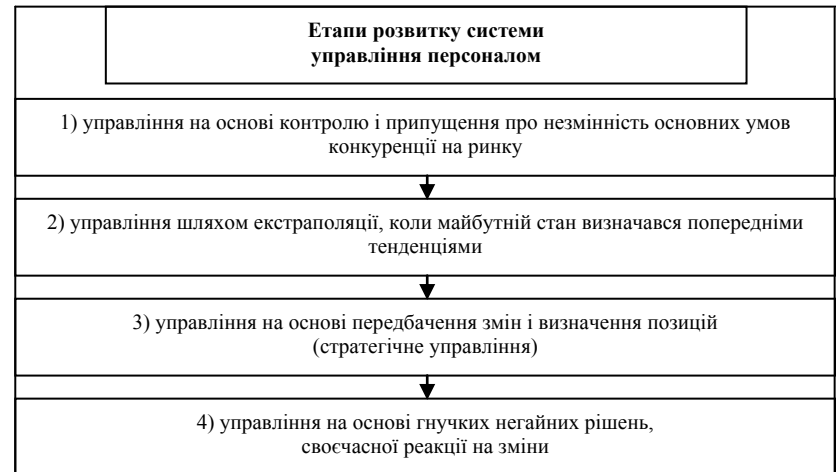 Етапи розвитку системи
управління персоналом
1) управління на основі контролю і припущення про незмінність основних умов
конкуренції на ринку
2) управління шляхом екстраполяції, коли майбутній стан визначався попередніми
тенденціями
3) управління на основі передбачення змін і визначення позицій
(стратегічне управління)
4) управління на основі гнучких негайних рішень,
своєчасної реакції на зміни